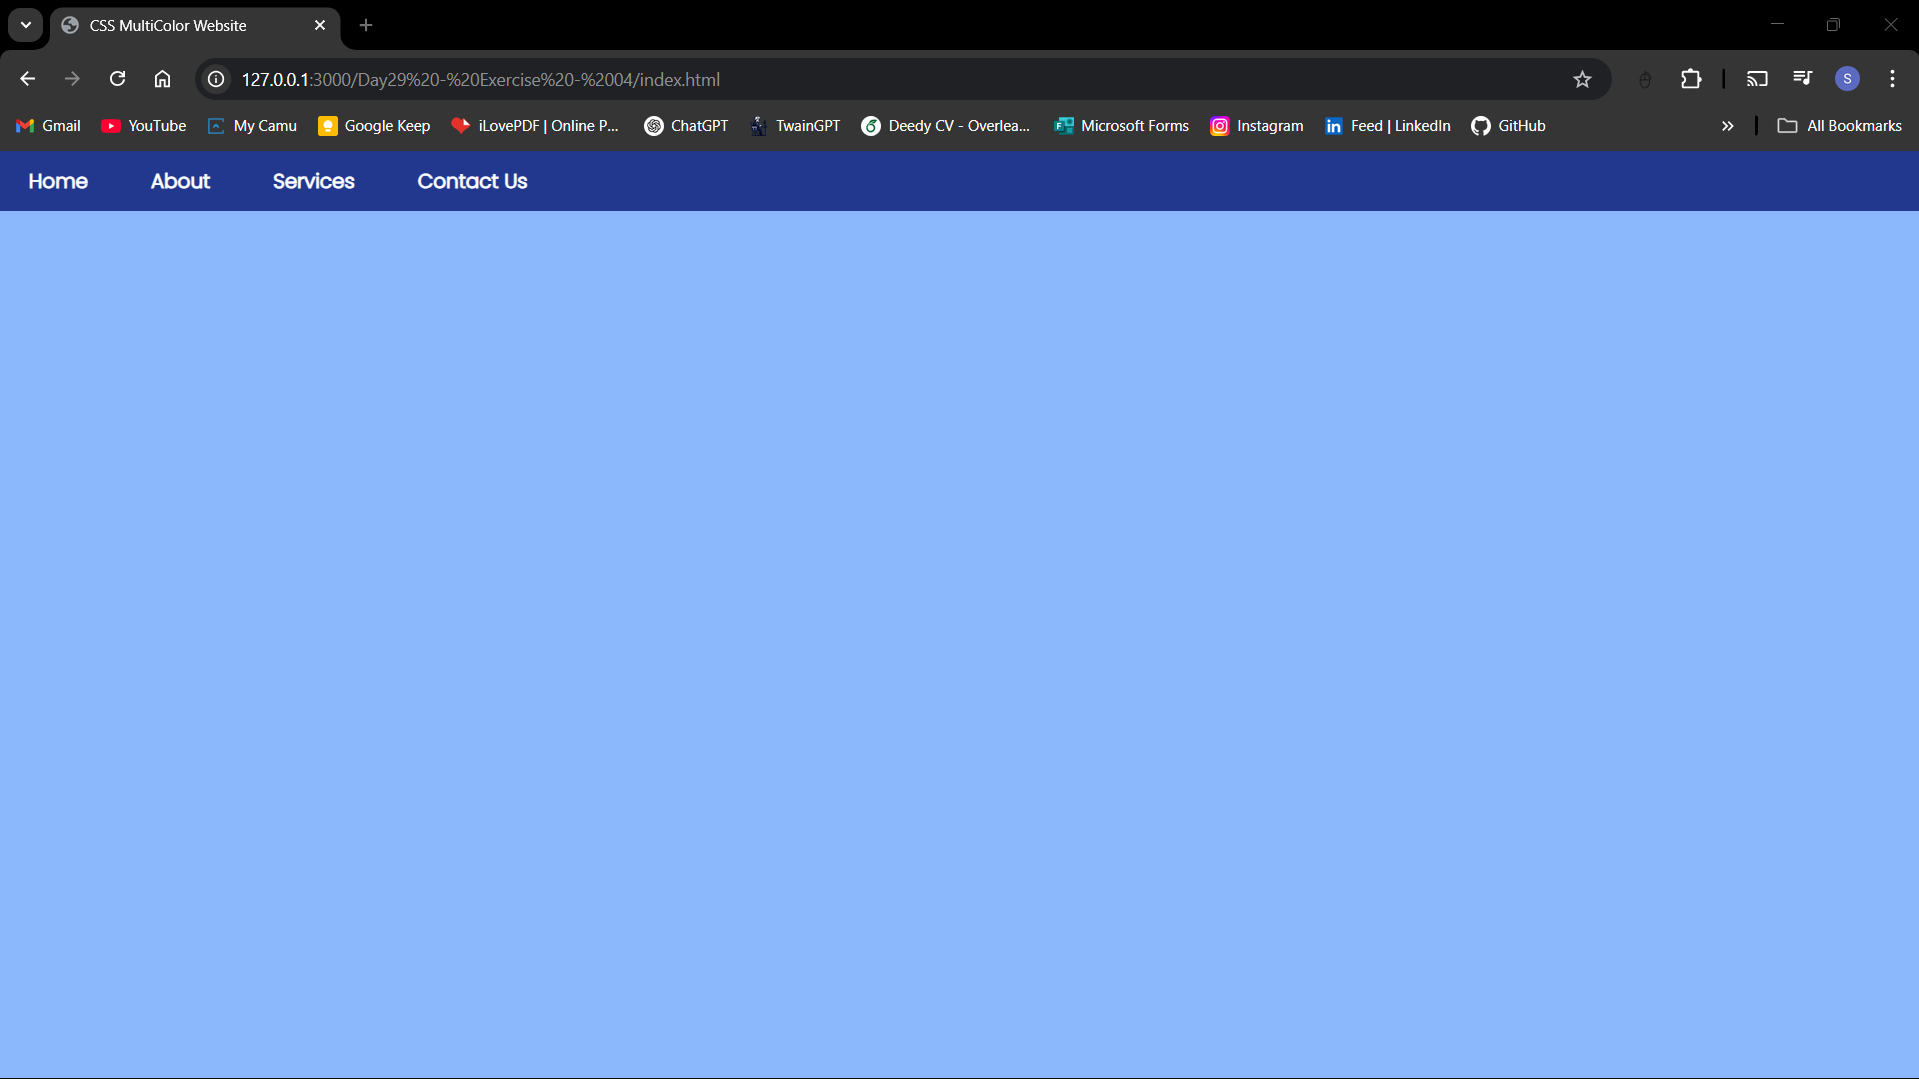 CSS MultiColor Website
127.0.0.1:3000/Day29%20-%20Exercise%20-%2004/index.html
S
Gmail YouTube My Camu Google Keep iLovePDF | Online P... ChatGPT TwainGPT Deedy CV - Overlea... Microsoft Forms Instagram Feed | LinkedIn GitHub All Bookmarks
Home About Services Contact Us